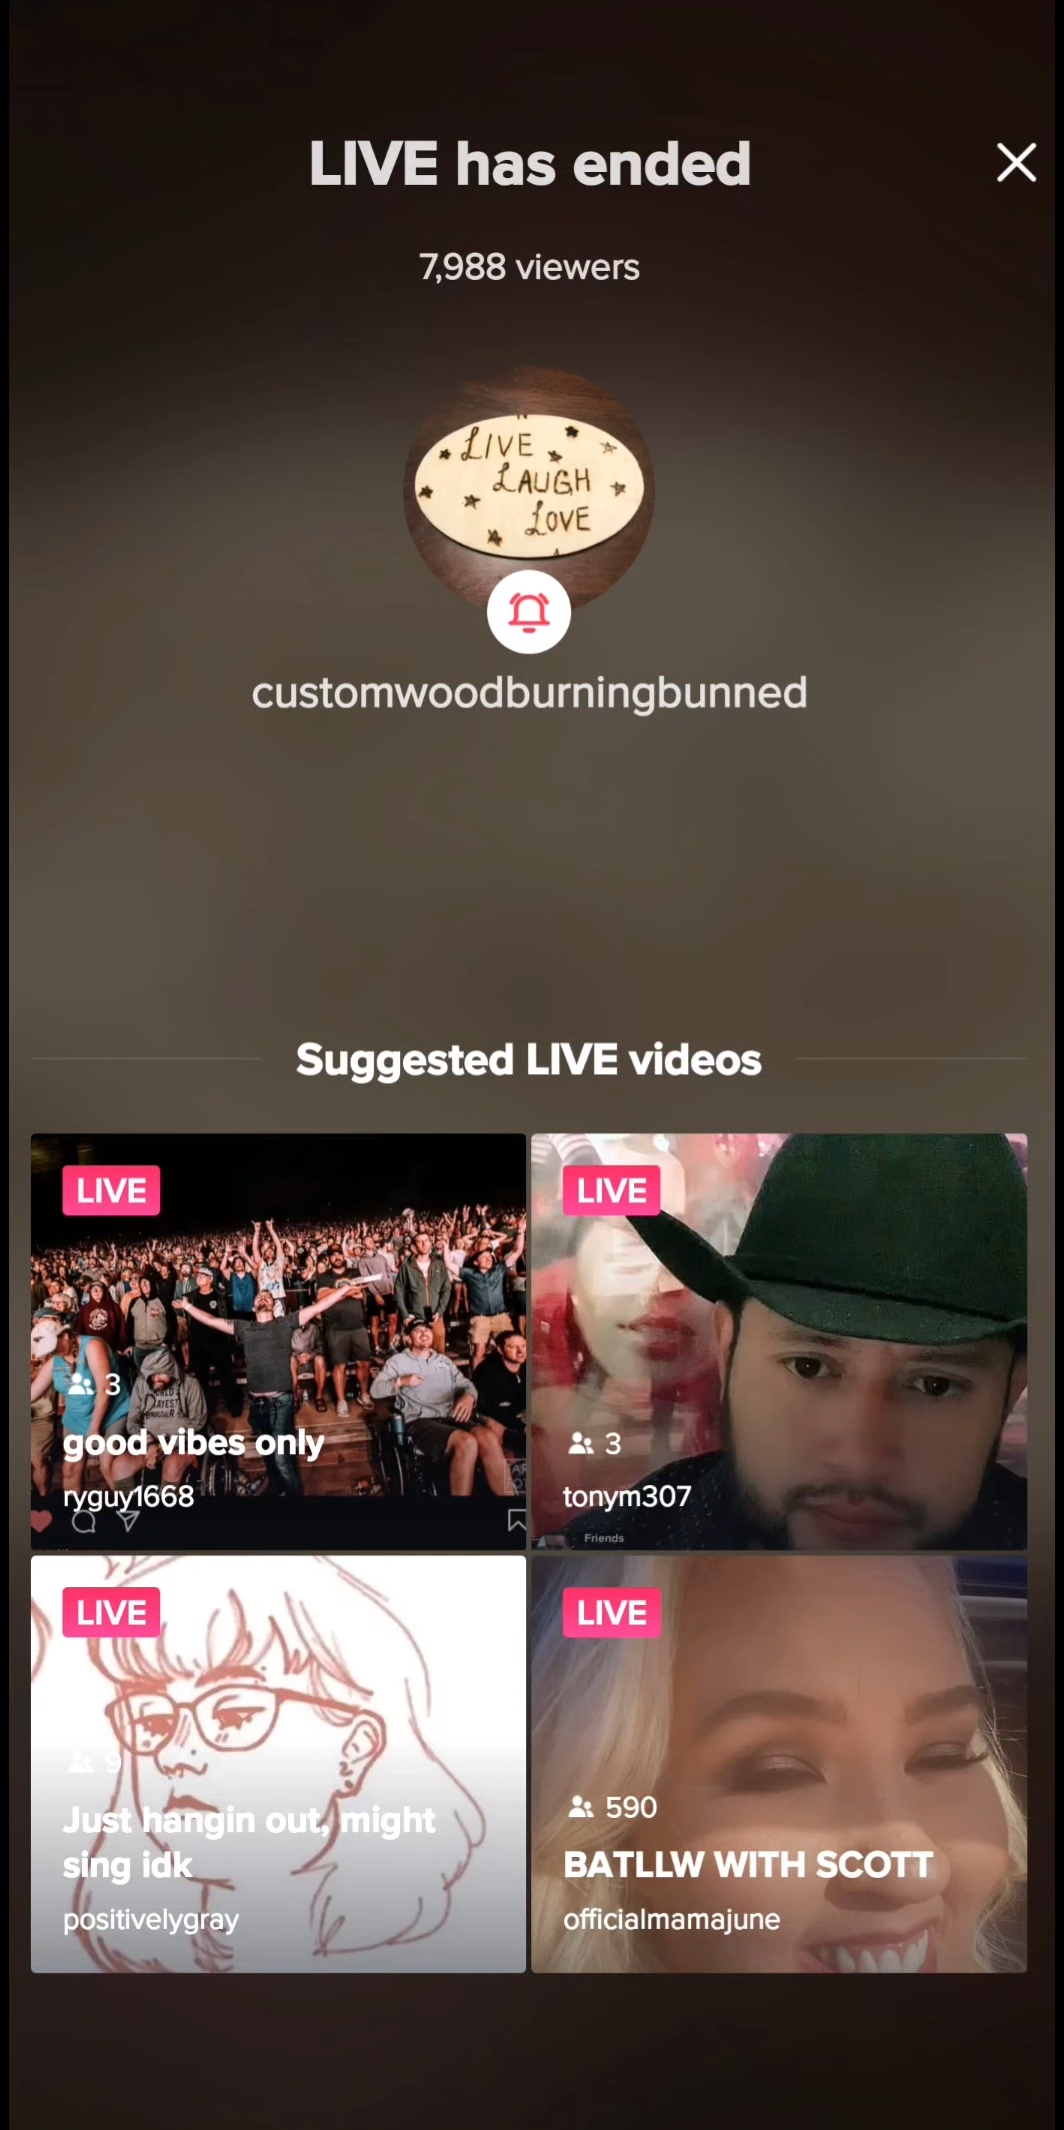 LIVE has ended
7,988 viewers
LIVE
LAUGH
LOVE
customwoodburningbunned
Suggested LIVE videos
LIVE
3
good vibes only
ryguy1668
LIVE
3
tonym307
Friends
LIVE
9
Just hangin out, might
sing idk
positivelygray
LIVE
590
BATLLW WITH SCOTT
officialmamajune